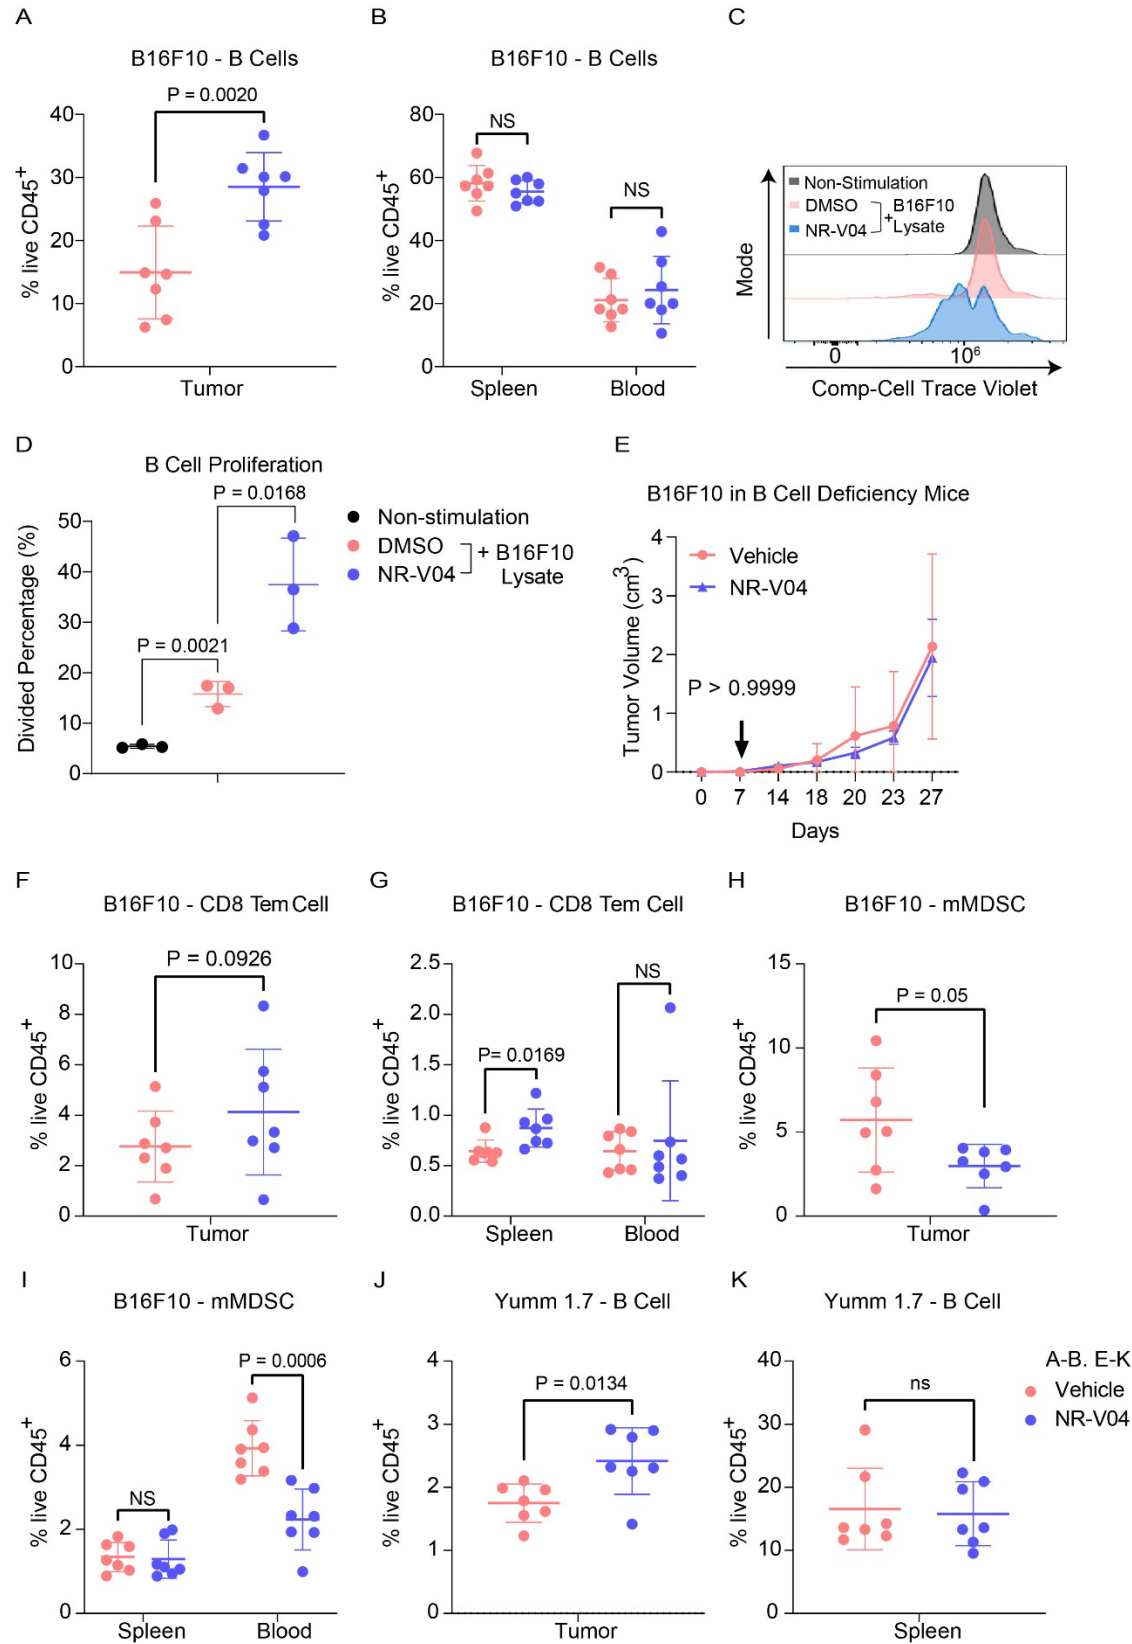 A
B16F10 - B Cells
P = 0.0020
% live CD45+
40
30
20
10
0
Tumor
B
B16F10 - B Cells
NS
NS
% live CD45+
80
60
40
20
0
Spleen
Blood
C
Non-Stimulation
DMSO
NR-V04
+
B16F10
Lysate
Mode
0
10^6
Comp-Cell Trace Violet
D
B Cell Proliferation
P = 0.0168
P = 0.0021
Divided Percentage (%)
50
40
30
20
10
0
Non-stimulation
DMSO
NR-V04
+ B16F10
Lysate
E
B16F10 in B Cell Deficiency Mice
Vehicle
NR-V04
P > 0.9999
Tumor Volume (cm3)
4
3
2
1
0
0 7 14 18 20 23 27
Days
F
B16F10 - CD8 Tem Cell
P = 0.0926
% live CD45+
10
8
6
4
2
0
Tumor
G
B16F10 - CD8 Tem Cell
NS
P= 0.0169
% live CD45+
2.5
2.0
1.5
1.0
0.5
0.0
Spleen
Blood
H
B16F10 - mMDSC
P = 0.05
% live CD45+
15
10
5
0
Tumor
I
B16F10 - mMDSC
P = 0.0006
NS
% live CD45+
6
4
2
0
Spleen
Blood
J
Yumm 1.7 - B Cell
P = 0.0134
% live CD45+
4
3
2
1
0
Tumor
K
Yumm 1.7 - B Cell
ns
% live CD45+
40
30
20
10
0
Spleen
A-B. E-K
Vehicle
NR-V04